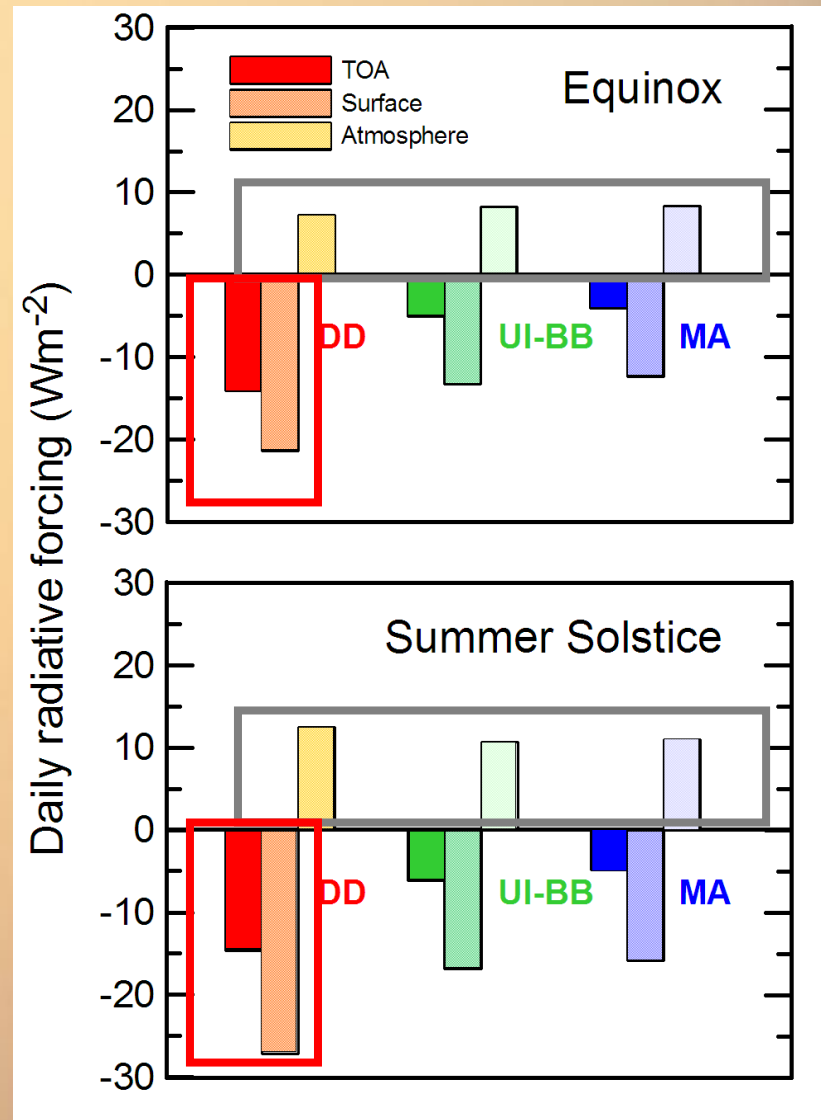 Daily radiative forcing (Wm-2)
30
20
10
0
-10
-20
-30
TOA
Surface
Atmosphere
Equinox
DD
UI-BB
MA
30
20
10
0
-10
-20
-30
Summer Solstice
DD
UI-BB
MA